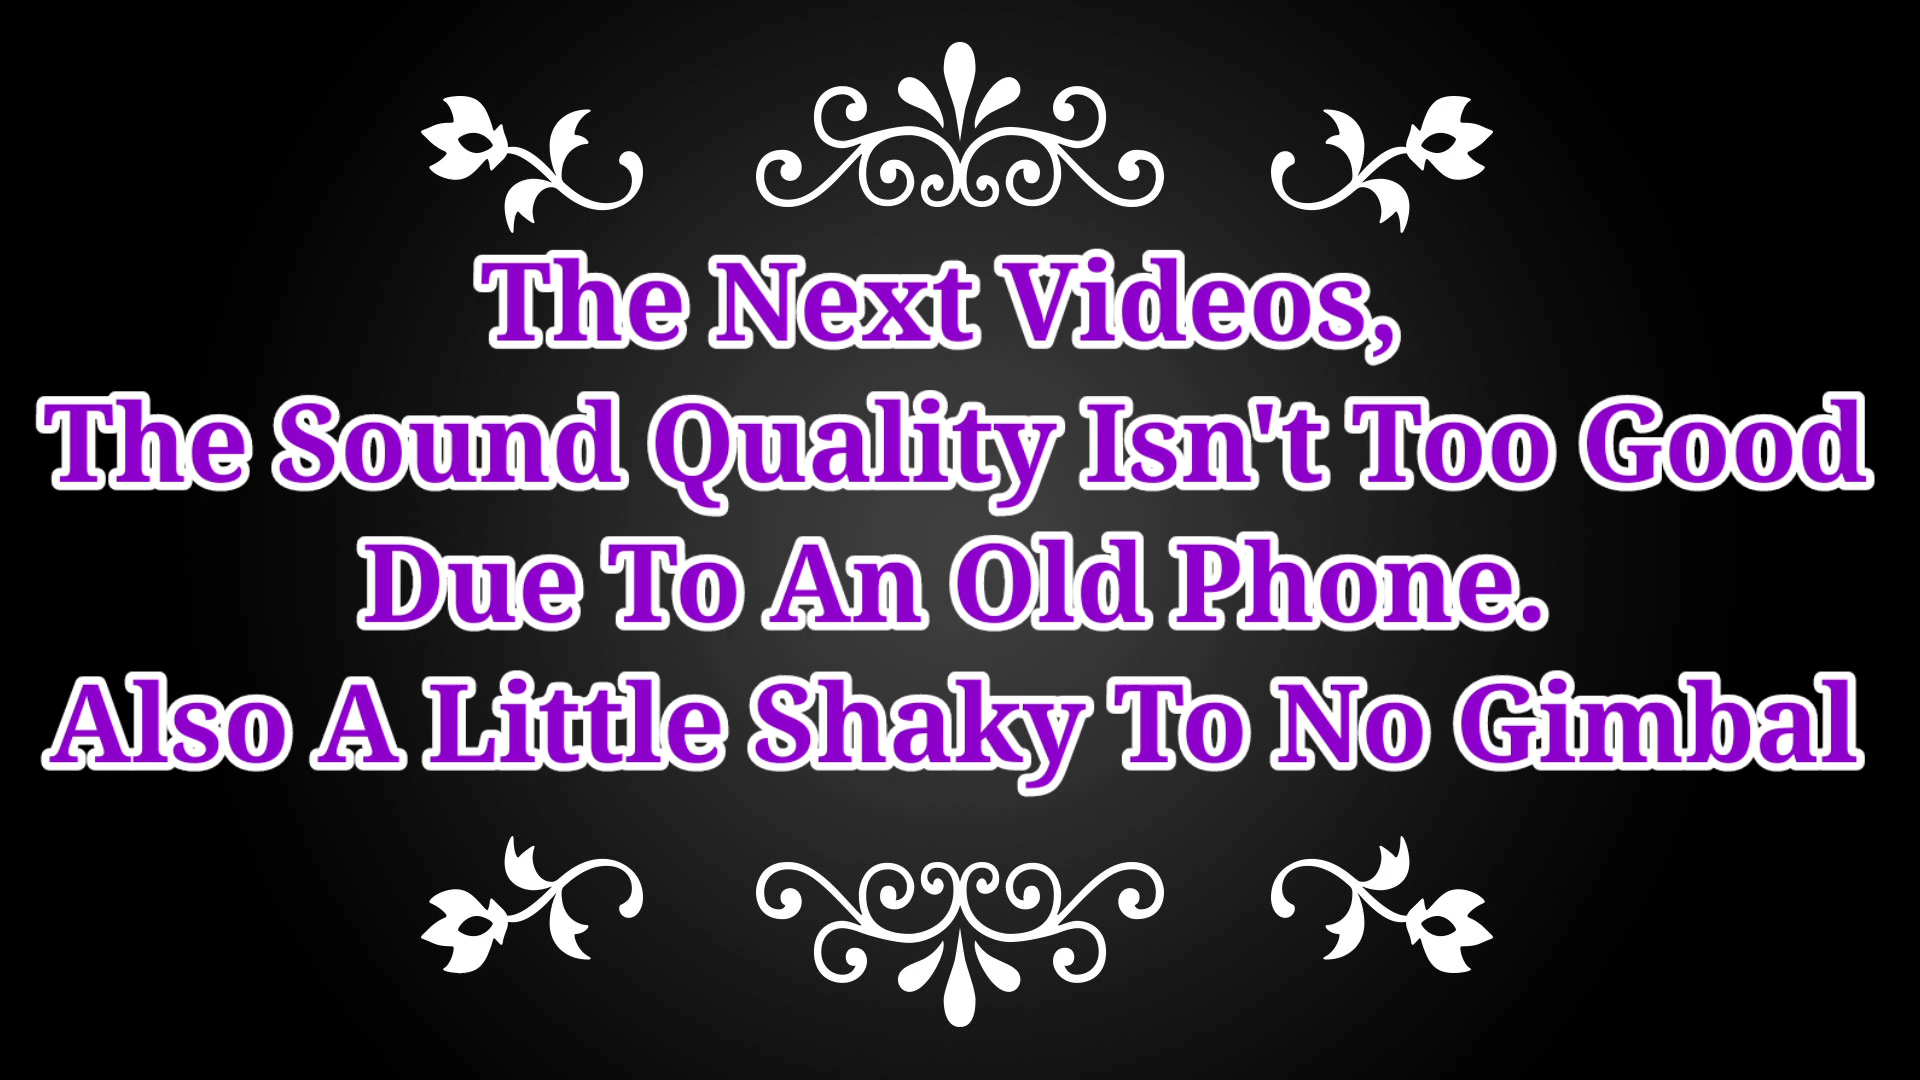 The Next Videos,
The Sound Quality Isn't Too Good
Due To An Old Phone.
Also A Little Shaky To No Gimbal